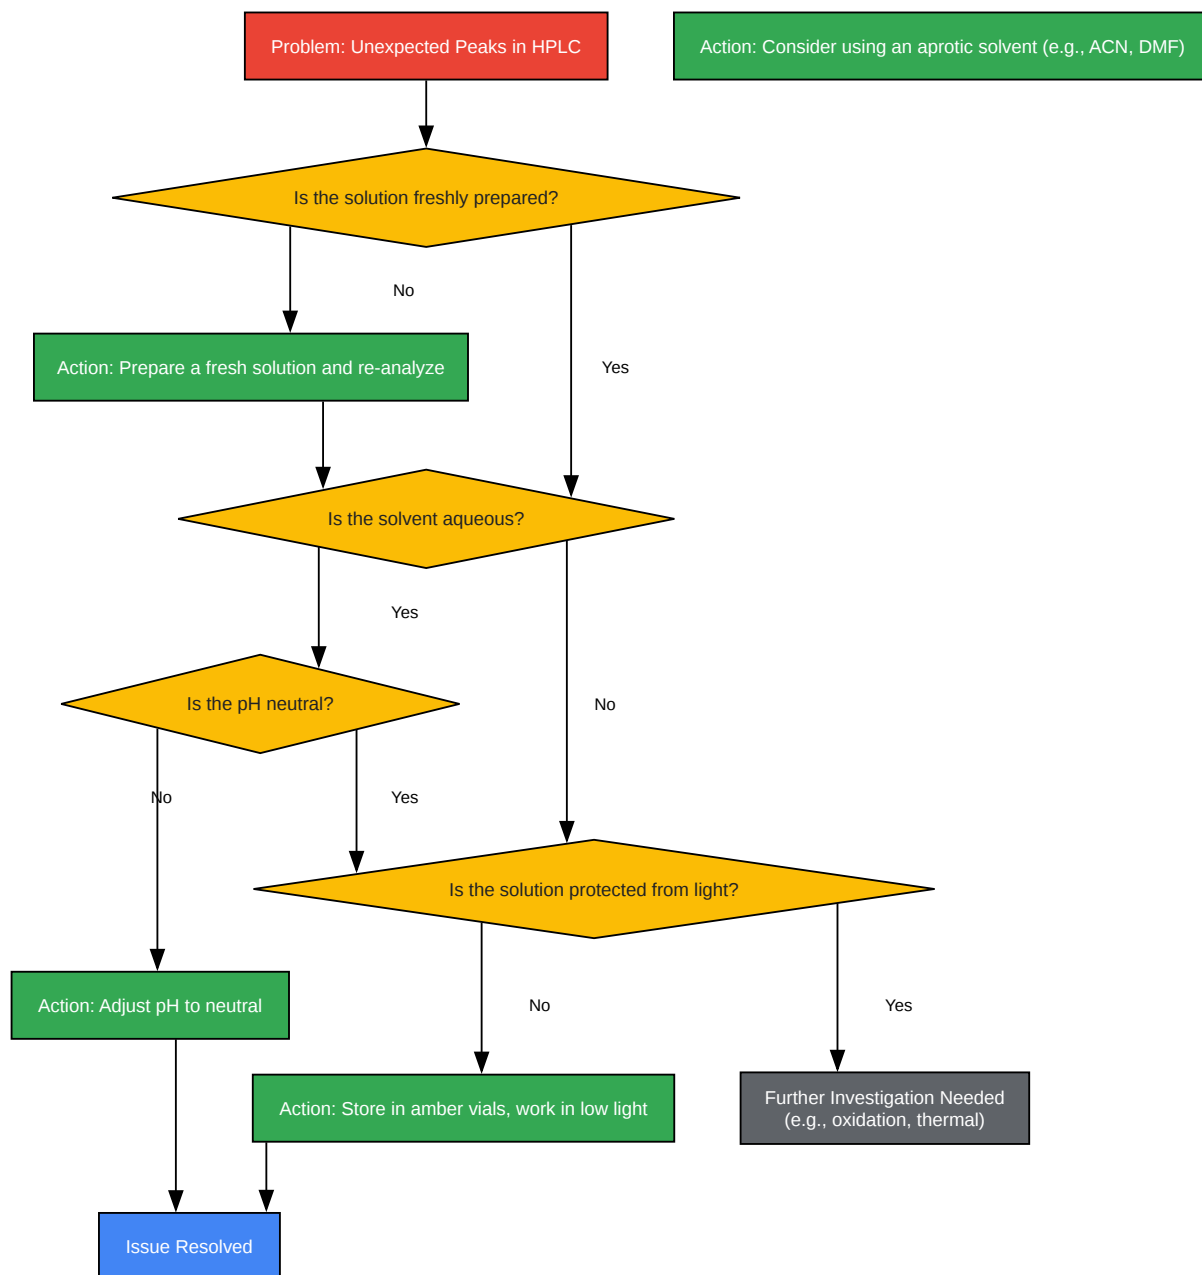 Problem: Unexpected Peaks in HPLC
Action: Consider using an aprotic solvent (e.g., ACN, DMF)
Is the solution freshly prepared?
No
Action: Prepare a fresh solution and re-analyze
Yes
Is the solvent aqueous?
Yes
Is the pH neutral?
No
No
Yes
Is the solution protected from light?
Action: Adjust pH to neutral
No
Yes
Action: Store in amber vials, work in low light
Further Investigation Needed
(e.g., oxidation, thermal)
Issue Resolved